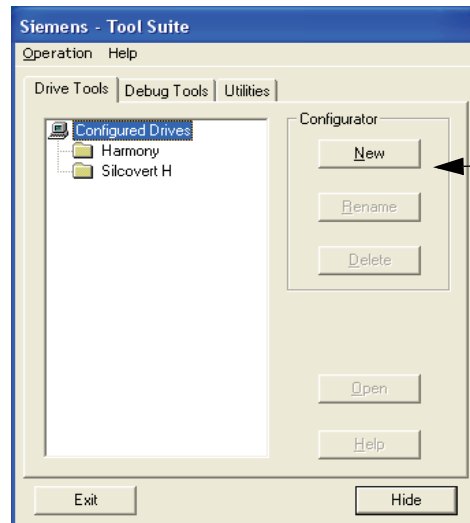 Siemens - Tool Suite
Operation Help
Drive Tools Debug Tools Utilities
Configured Drives
Harmony
Silcovert H
Configurator
New
Rename
Delete
Open
Help
Exit
Hide